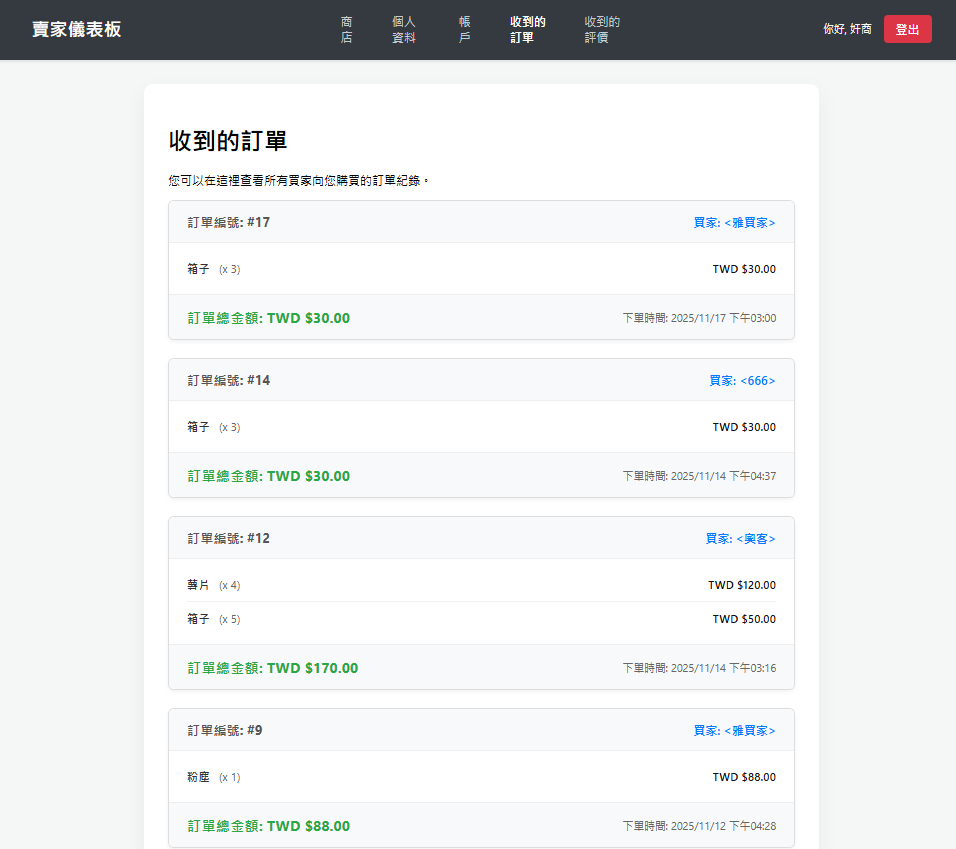 賣家儀表板
商店
個人資料
帳戶
收到的訂單
收到的評價
你好, 奸商
登出
收到的訂單
您可以在這裡查看所有買家向您購買的訂單紀錄。
訂單編號: #17
買家: <雅買家>
箱子 (x 3)
TWD $30.00
訂單總金額: TWD $30.00
下單時間: 2025/11/17 下午03:00
訂單編號: #14
買家: <666>
箱子 (x 3)
TWD $30.00
訂單總金額: TWD $30.00
下單時間: 2025/11/14 下午04:37
訂單編號: #12
買家: <奧客>
薯片 (x 4)
TWD $120.00
箱子 (x 5)
TWD $50.00
訂單總金額: TWD $170.00
下單時間: 2025/11/14 下午03:16
訂單編號: #9
買家: <雅買家>
粉塵 (x 1)
TWD $88.00
訂單總金額: TWD $88.00
下單時間: 2025/11/12 下午04:28